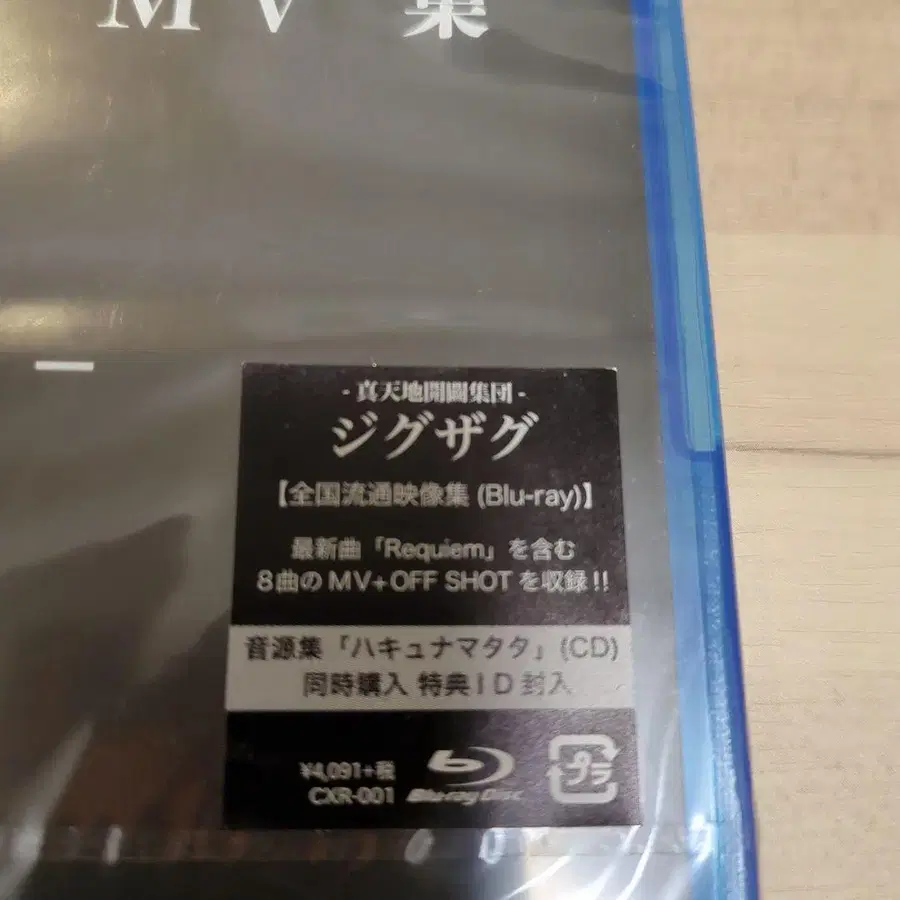 MV 集
- 真天地開闢集団 -
ジグザグ
【全国流通映像集 (Blu-ray)】
最新曲「Requiem」を含む
8曲のMV+OFF SHOTを収録!!
音源集「ハキュナマタタ」(CD)
同時購入 特典ID封入
¥4,091+税
CXR-001
Blu-ray Disc
プラ